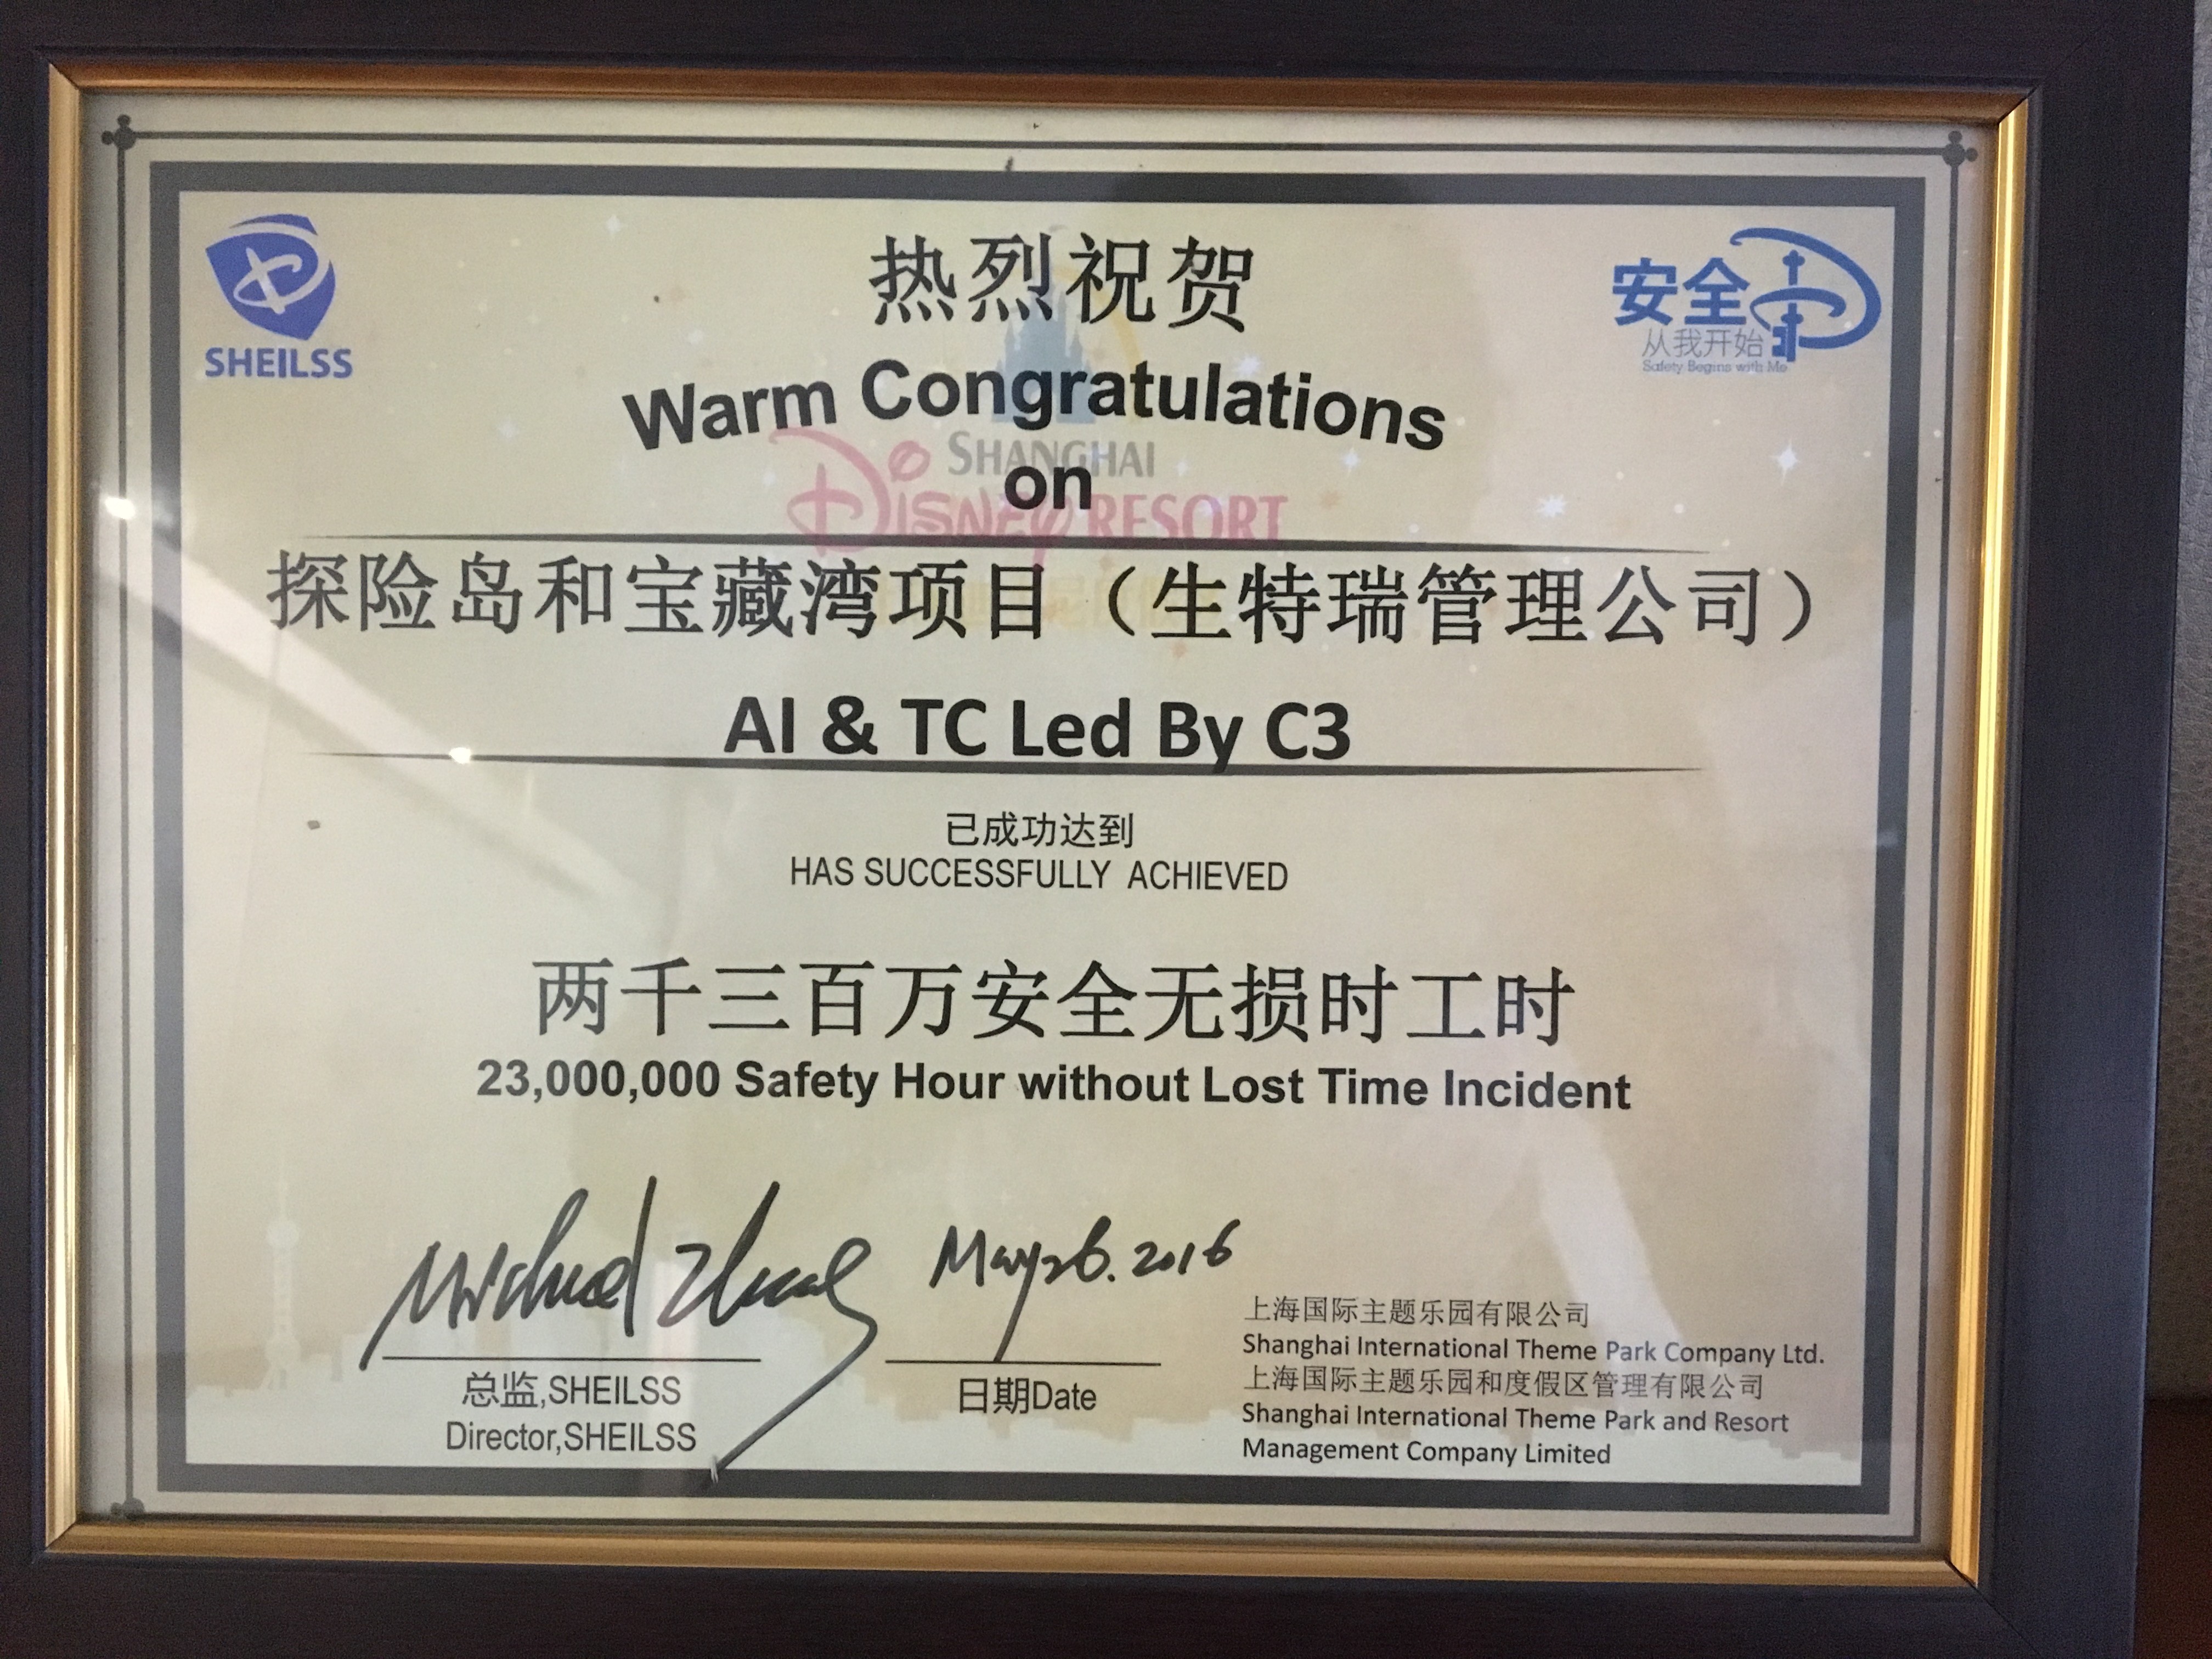 SHEILSS
安全
从我开始
Safety Begins with Me
热烈祝贺
Warm Congratulations
on
SHANGHAI
DISNEY RESORT
探险岛和宝藏湾项目（生特瑞管理公司）
AI & TC Led By C3
已成功达到
HAS SUCCESSFULLY ACHIEVED
两千三百万安全无损时工时
23,000,000 Safety Hour without Lost Time Incident
May 26. 2016
总监,SHEILSS
Director,SHEILSS
日期Date
上海国际主题乐园有限公司
Shanghai International Theme Park Company Ltd.
上海国际主题乐园和度假区管理有限公司
Shanghai International Theme Park and Resort
Management Company Limited